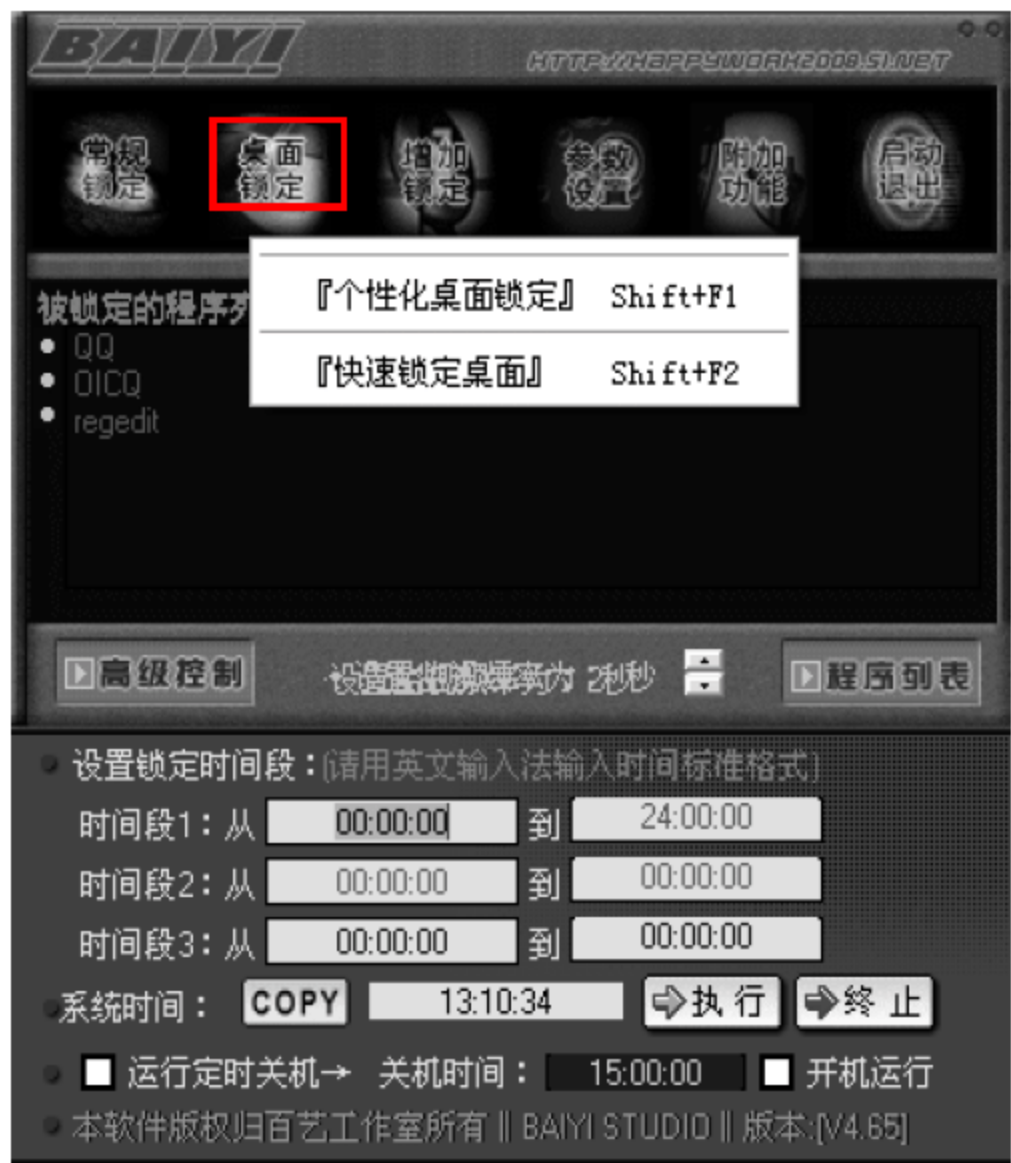 BAIYI
HTTP://HAPPYWORK2008.51.NET
常规锁定 桌面锁定 增加锁定 参数设置 附加功能 启动退出
『个性化桌面锁定』 Shift+F1
『快速锁定桌面』 Shift+F2
被锁定的程序列
QQ
OICQ
regedit
高级控制 2秒 程序列表
设置锁定时间段：(请用英文输入法输入时间标准格式)
时间段1：从 00:00:00 到 24:00:00
时间段2：从 00:00:00 到 00:00:00
时间段3：从 00:00:00 到 00:00:00
系统时间： COPY 13:10:34 执行 终止
运行定时关机→ 关机时间： 15:00:00 开机运行
本软件版权归百艺工作室所有 ‖ BAIYI STUDIO ‖ 版本:[V4.65]